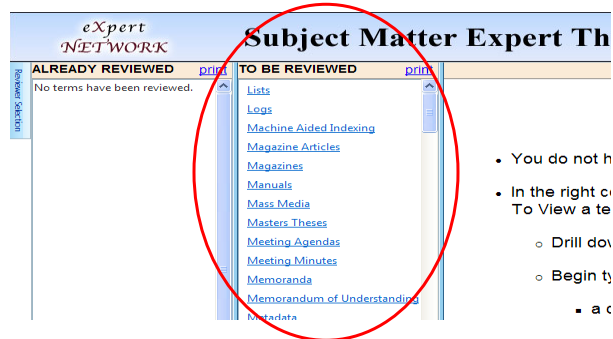 eXpert
NETWORK
Subject Matter Expert Th
Reviewer Selection
ALREADY REVIEWED print
No terms have been reviewed.
TO BE REVIEWED print
Lists
Logs
Machine Aided Indexing
Magazine Articles
Magazines
Manuals
Mass Media
Masters Theses
Meeting Agendas
Meeting Minutes
Memoranda
Memorandum of Understanding
Metadata
You do not h
In the right c
To View a te
Drill dov
Begin ty
a c